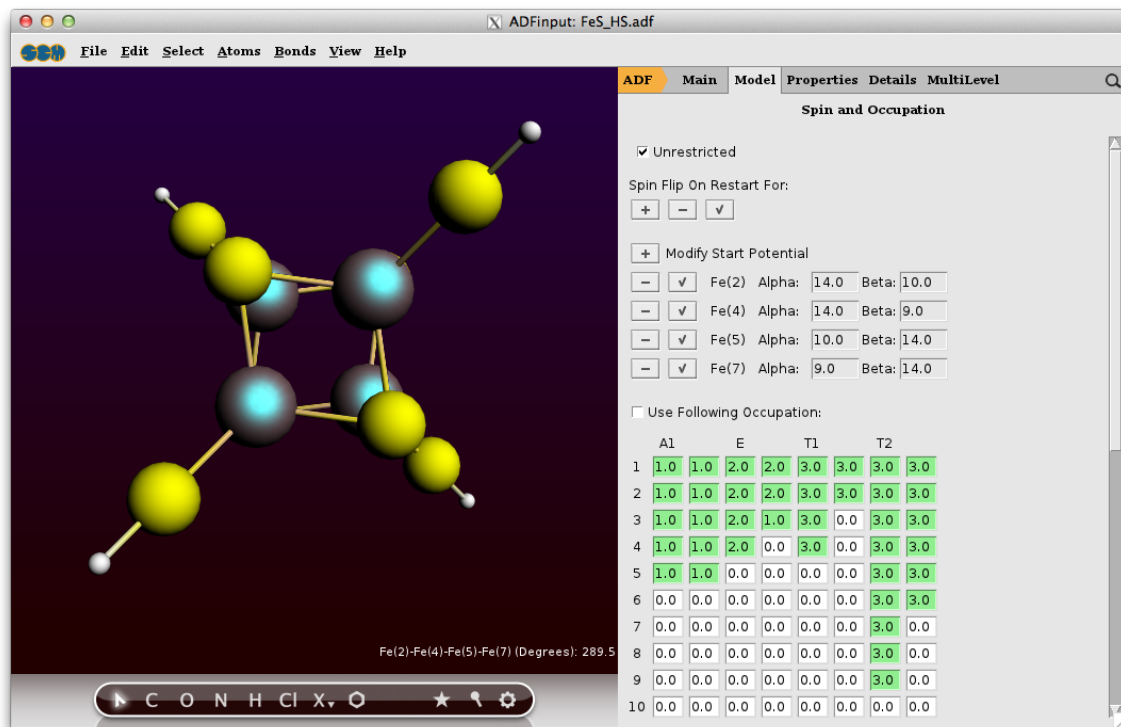 ADFinput: FeS_HS.adf
SCM File Edit Select Atoms Bonds View Help
ADF Main Model Properties Details MultiLevel
Spin and Occupation
Unrestricted
Spin Flip On Restart For:
+ − √
+ Modify Start Potential
− √ Fe(2) Alpha: 14.0 Beta: 10.0
− √ Fe(4) Alpha: 14.0 Beta: 9.0
− √ Fe(5) Alpha: 10.0 Beta: 14.0
− √ Fe(7) Alpha: 9.0 Beta: 14.0
Use Following Occupation:
A1 E T1 T2
1 1.0 1.0 2.0 2.0 3.0 3.0 3.0 3.0
2 1.0 1.0 2.0 2.0 3.0 3.0 3.0 3.0
3 1.0 1.0 2.0 1.0 3.0 0.0 3.0 3.0
4 1.0 1.0 2.0 0.0 3.0 0.0 3.0 3.0
5 1.0 1.0 0.0 0.0 0.0 0.0 3.0 3.0
6 0.0 0.0 0.0 0.0 0.0 0.0 3.0 3.0
7 0.0 0.0 0.0 0.0 0.0 0.0 3.0 0.0
8 0.0 0.0 0.0 0.0 0.0 0.0 3.0 0.0
9 0.0 0.0 0.0 0.0 0.0 0.0 3.0 0.0
10 0.0 0.0 0.0 0.0 0.0 0.0 0.0 0.0
Fe(2)-Fe(4)-Fe(5)-Fe(7) (Degrees): 289.5
C O N H Cl X